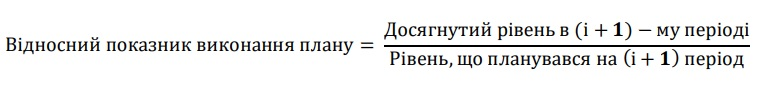 Відносний показник виконання плану = Досягнутий рівень в (і + 1) − му періоді
Рівень, що планувався на (і + 1) період